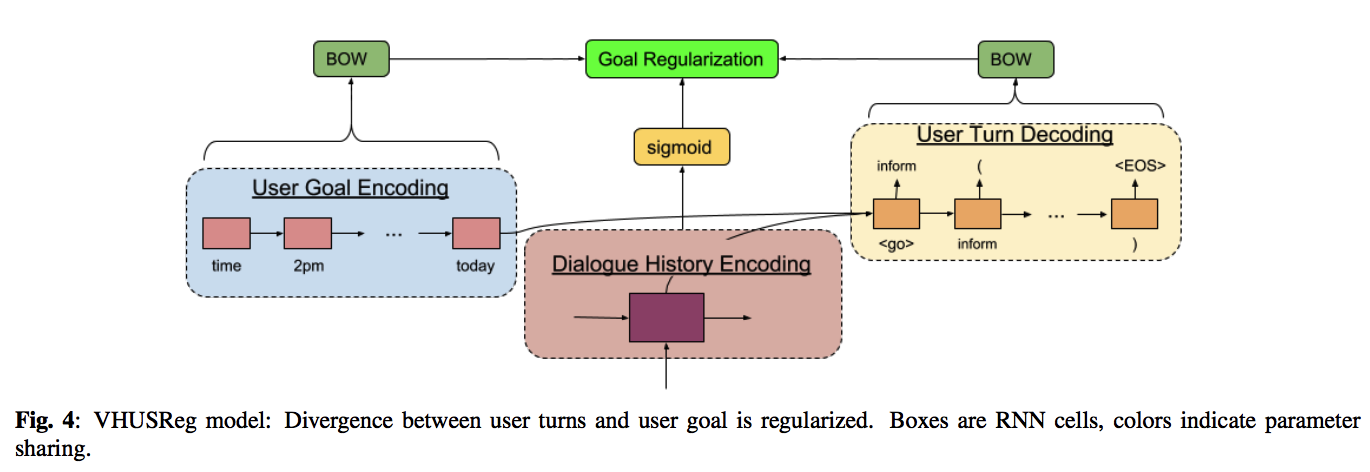 BOW
Goal Regularization
BOW
sigmoid
User Goal Encoding
time
2pm
...
today
Dialogue History Encoding
User Turn Decoding
inform
(
<EOS>
...
<go>
inform
)
Fig. 4: VHUSReg model: Divergence between user turns and user goal is regularized. Boxes are RNN cells, colors indicate parameter
sharing.